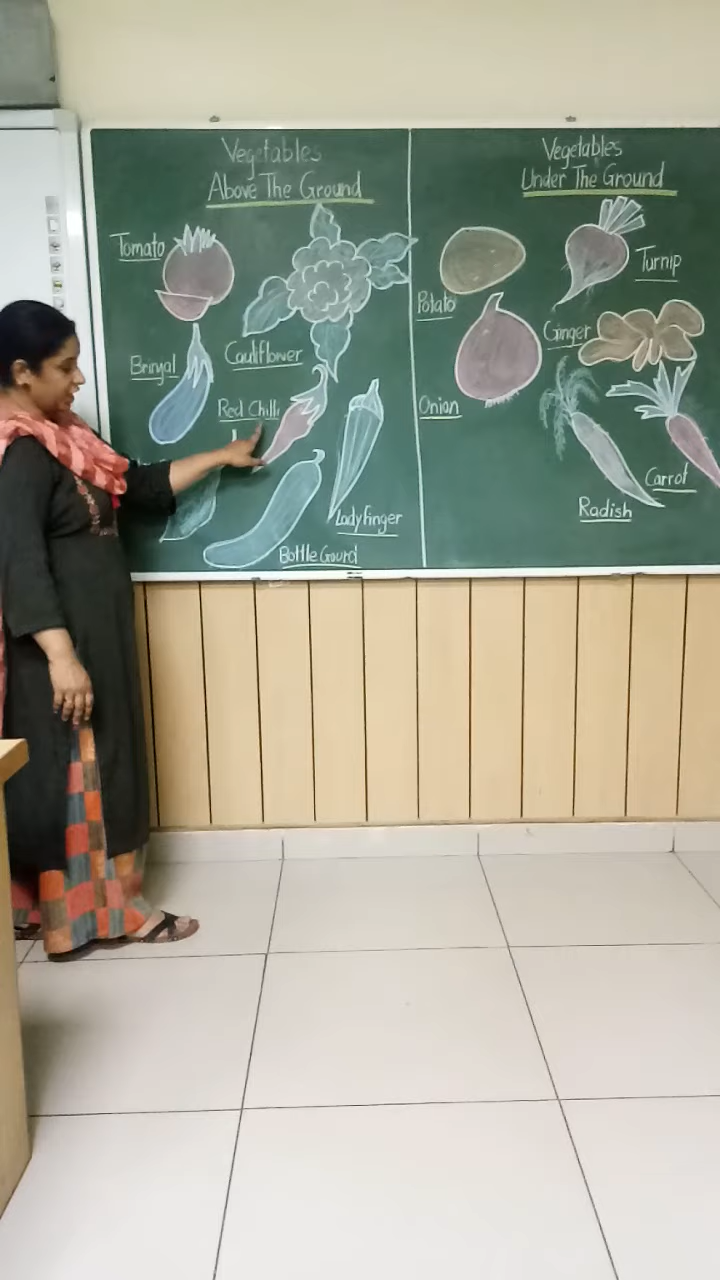 Vegetables
Above The Ground
Tomato
Brinjal
Cauliflower
Red Chilli
Ladyfinger
Bottle Gourd
Vegetables
Under The Ground
Potato
Turnip
Ginger
Onion
Carrot
Radish